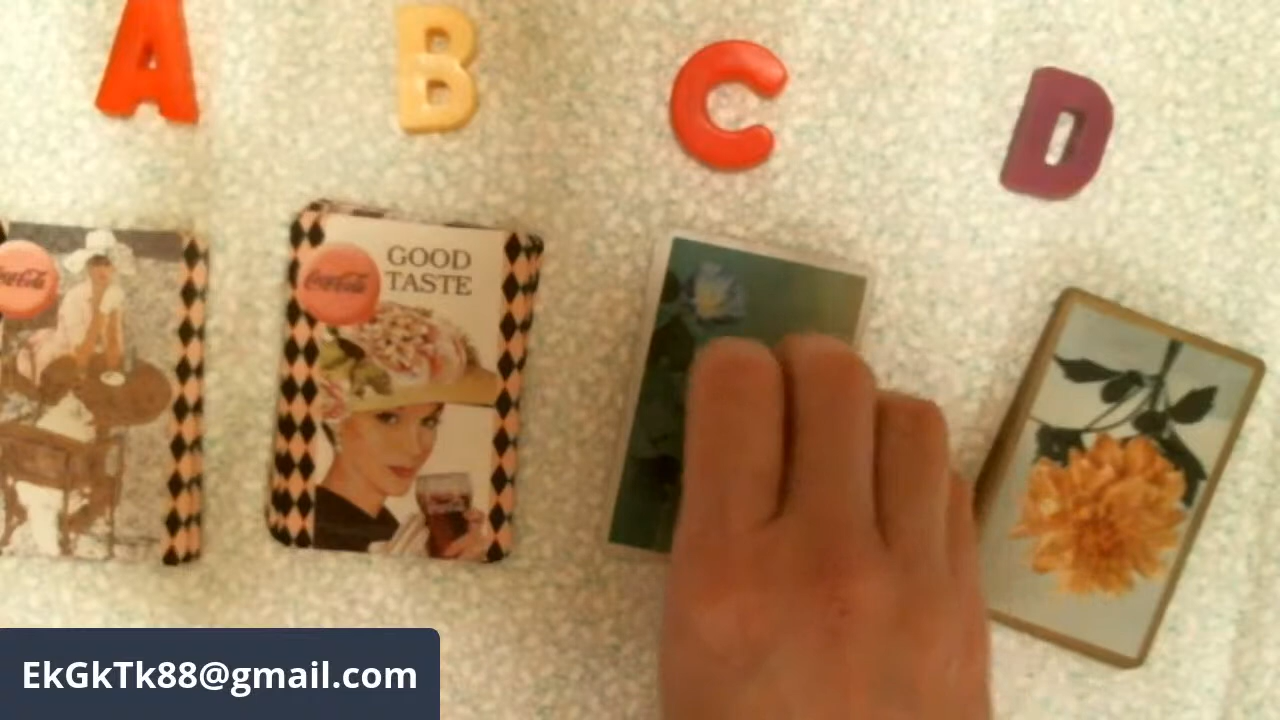 A B C D
Coca-Cola
Coca-Cola
GOOD
TASTE
EkGkTk88@gmail.com